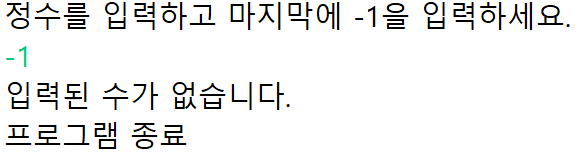 정수를 입력하고 마지막에 -1을 입력하세요.
-1
입력된 수가 없습니다.
프로그램 종료